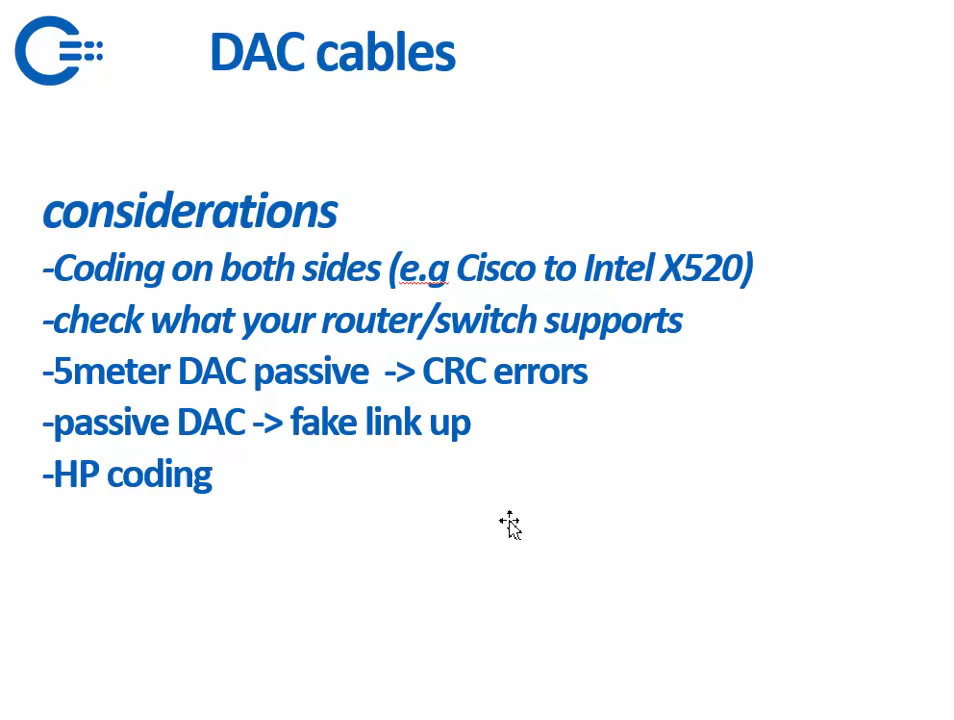 DAC cables
considerations
-Coding on both sides (e.g Cisco to Intel X520)
-check what your router/switch supports
-5meter DAC passive  -> CRC errors
-passive DAC -> fake link up
-HP coding